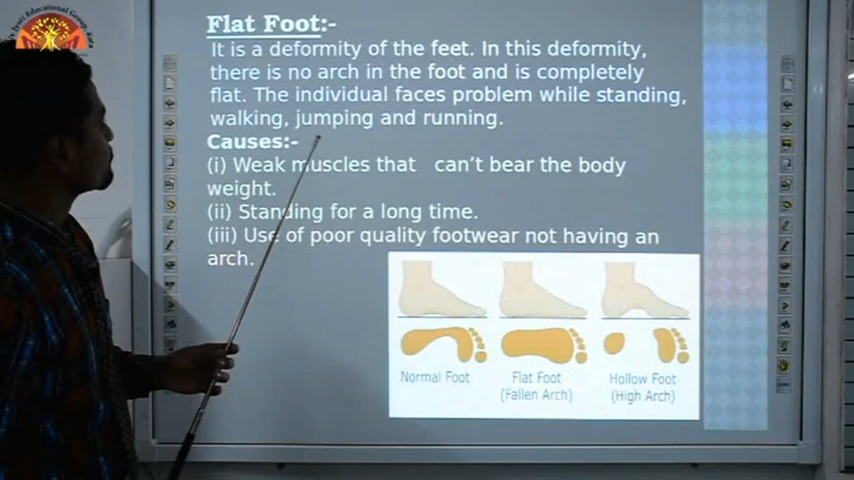 Jyoti Educational Group,
Flat Foot:-
It is a deformity of the feet. In this deformity,
there is no arch in the foot and is completely
flat. The individual faces problem while standing,
walking, jumping and running.
Causes:-
(i) Weak muscles that can't bear the body
weight.
(ii) Standing for a long time.
(iii) Use of poor quality footwear not having an
arch.
Normal Foot
Flat Foot
(Fallen Arch)
Hollow Foot
(High Arch)